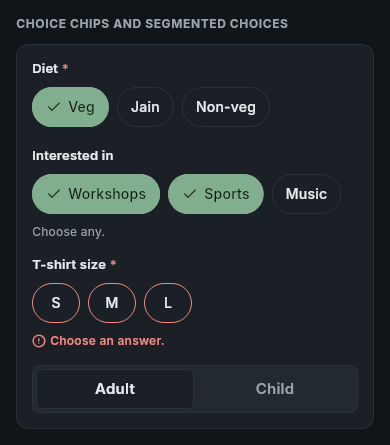 CHOICE CHIPS AND SEGMENTED CHOICES
Diet *
Veg Jain Non-veg
Interested in
Workshops Sports Music
Choose any.
T-shirt size *
S M L
Choose an answer.
Adult Child